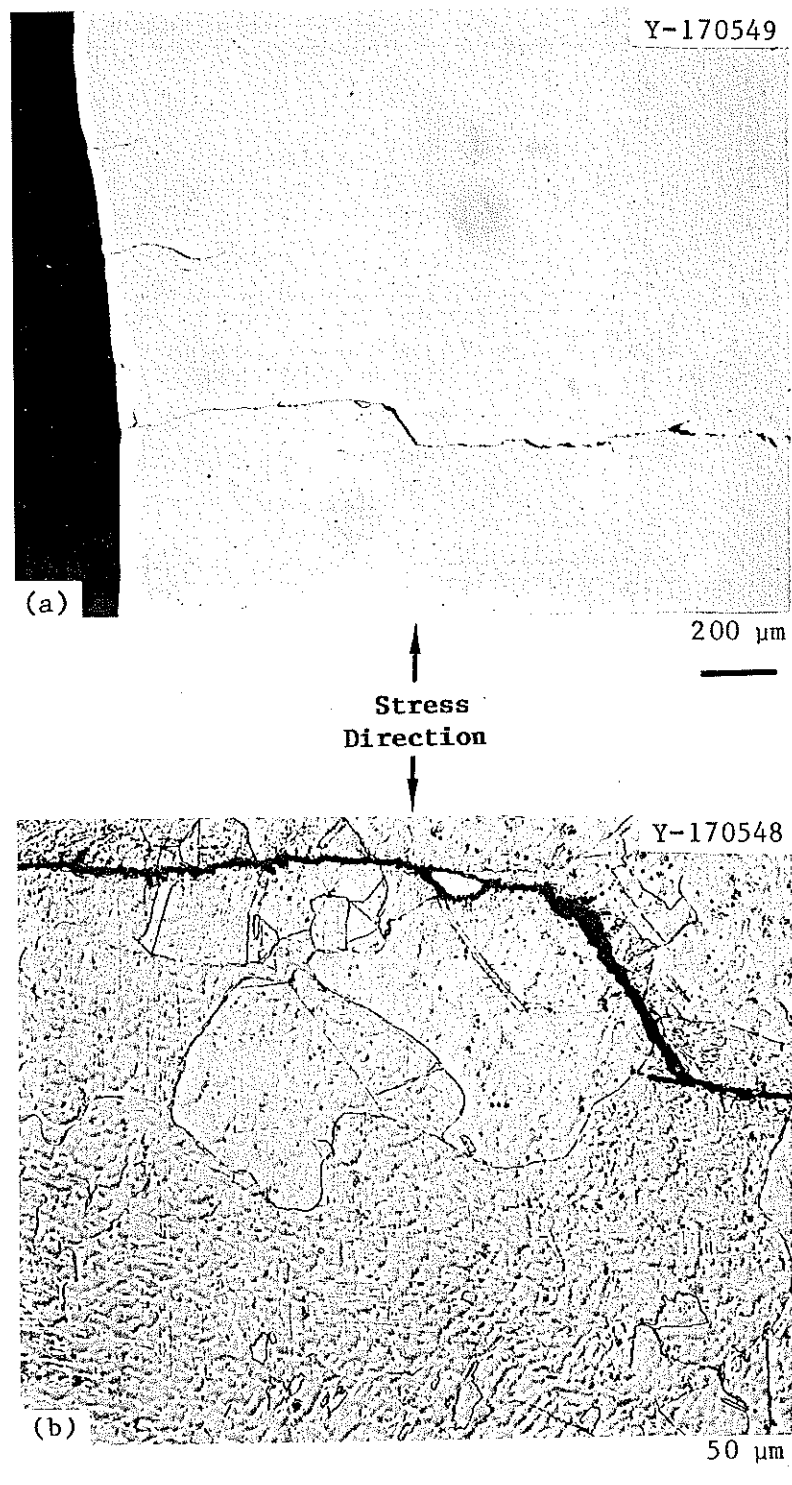 Y-170549
(a)
200 μm
Stress
Direction
Y-170548
(b)
50 μm